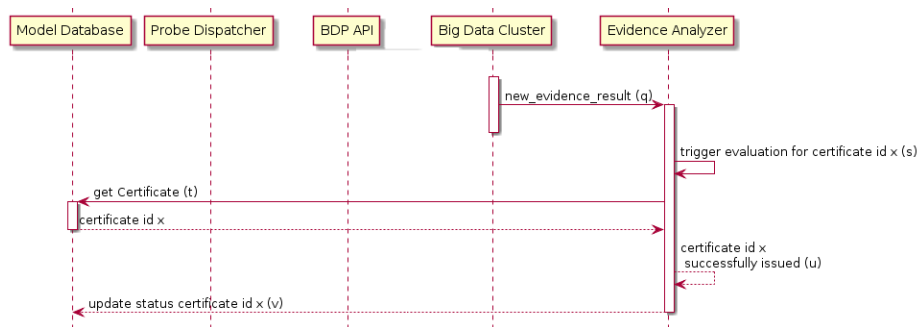 Model Database
Probe Dispatcher
BDP API
Big Data Cluster
Evidence Analyzer
new_evidence_result (q)
trigger evaluation for certificate id x (s)
get Certificate (t)
certificate id x
certificate id x
successfully issued (u)
update status certificate id x (v)